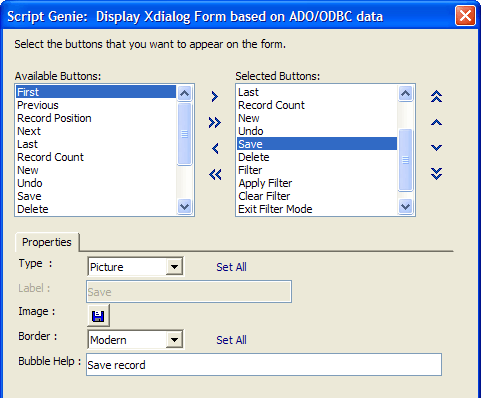 Script Genie:  Display Xdialog Form based on ADO/ODBC data
Select the buttons that you want to appear on the form.
Available Buttons:
First
Previous
Record Position
Next
Last
Record Count
New
Undo
Save
Delete
Selected Buttons:
Last
Record Count
New
Undo
Save
Delete
Filter
Apply Filter
Clear Filter
Exit Filter Mode
Properties
Type :
Picture
Set All
Label :
Save
Image :
Border :
Modern
Set All
Bubble Help :
Save record